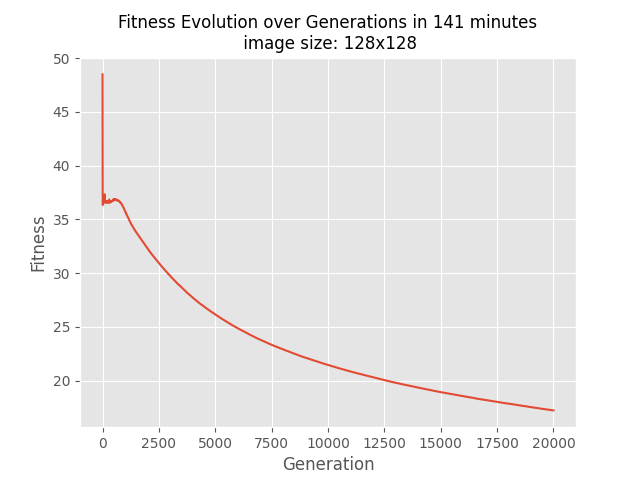 Fitness Evolution over Generations in 141 minutes
image size: 128x128
50
45
40
35
30
25
20
Fitness
0 2500 5000 7500 10000 12500 15000 17500 20000
Generation